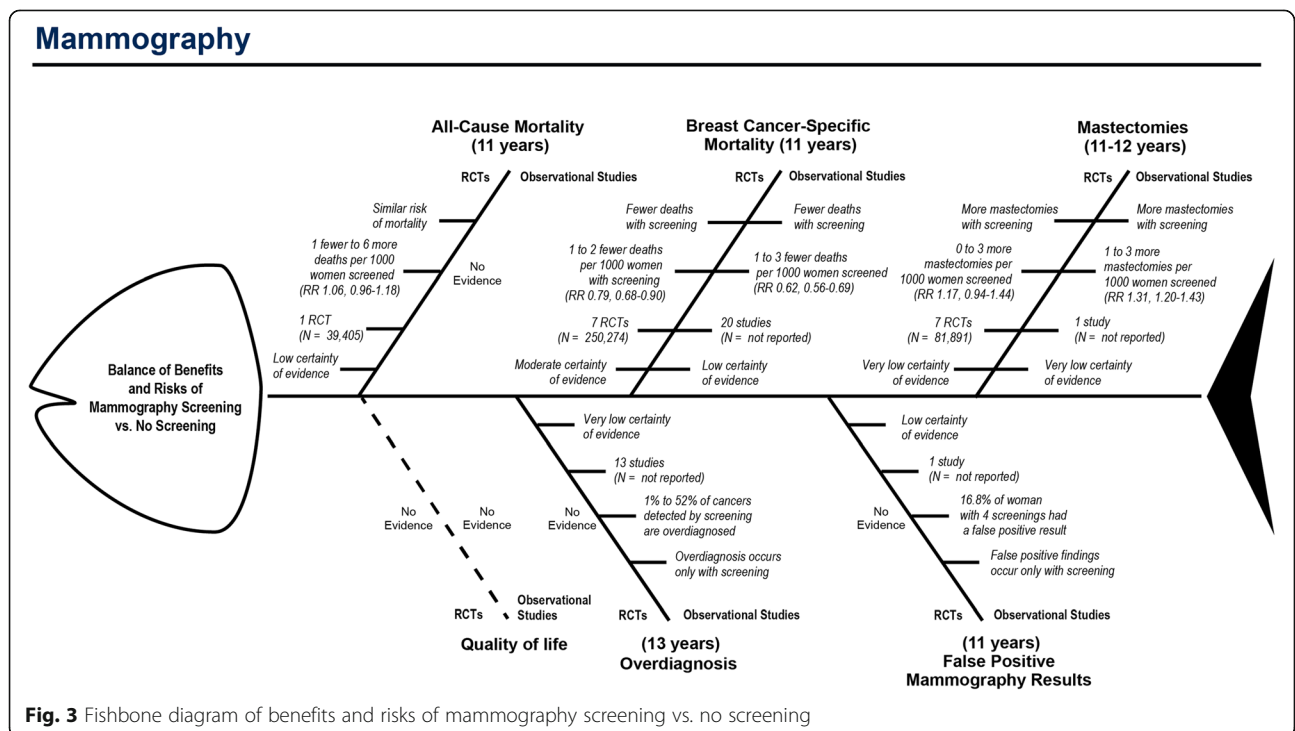 Mammography
All-Cause Mortality
(11 years)
RCTs
Observational Studies
Similar risk
of mortality
1 fewer to 6 more
deaths per 1000
women screened
(RR 1.06, 0.96-1.18)
No
Evidence
1 RCT
(N = 39,405)
Low certainty
of evidence
Breast Cancer-Specific
Mortality (11 years)
RCTs
Observational Studies
Fewer deaths
with screening
Fewer deaths
with screening
1 to 2 fewer deaths
per 1000 women
with screening
(RR 0.79, 0.68-0.90)
1 to 3 fewer deaths
per 1000 women screened
(RR 0.62, 0.56-0.69)
7 RCTs
(N = 250,274)
20 studies
(N = not reported)
Moderate certainty
of evidence
Low certainty
of evidence
Mastectomies
(11-12 years)
RCTs
Observational Studies
More mastectomies
with screening
More mastectomies
with screening
0 to 3 more
mastectomies per
1000 women screened
(RR 1.17, 0.94-1.44)
1 to 3 more
mastectomies per
1000 women screened
(RR 1.31, 1.20-1.43)
7 RCTs
(N = 81,891)
1 study
(N = not reported)
Very low certainty
of evidence
Very low certainty
of evidence
Balance of Benefits
and Risks of
Mammography Screening
vs. No Screening
No
Evidence
No
Evidence
RCTs
Observational
Studies
Quality of life
Very low certainty
of evidence
13 studies
(N = not reported)
No
Evidence
1% to 52% of cancers
detected by screening
are overdiagnosed
Overdiagnosis occurs
only with screening
RCTs
Observational Studies
(13 years)
Overdiagnosis
Low certainty
of evidence
1 study
(N = not reported)
No
Evidence
16.8% of woman
with 4 screenings had
a false positive result
False positive findings
occur only with screening
RCTs
Observational Studies
(11 years)
False Positive
Mammography Results
Fig. 3 Fishbone diagram of benefits and risks of mammography screening vs. no screening